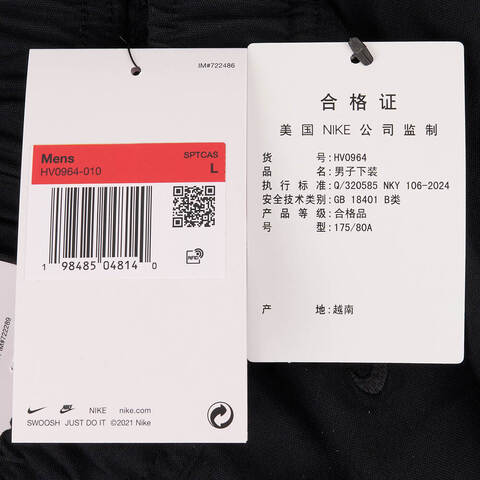 IM#722486
Mens
SPTCAS
HV0964-010
L
RFID
1 98485 04814 0
NIKE
nike.com
SWOOSH JUST DO IT ©2021 Nike
IM#722289
合格证
美国 NIKE 公司监制
货号:HV0964
品名:男子下装
执行标准:Q/320585 NKY 106-2024
安全技术类别:GB 18401 B类
产品等级:合格品
号型:175/80A
产地:越南